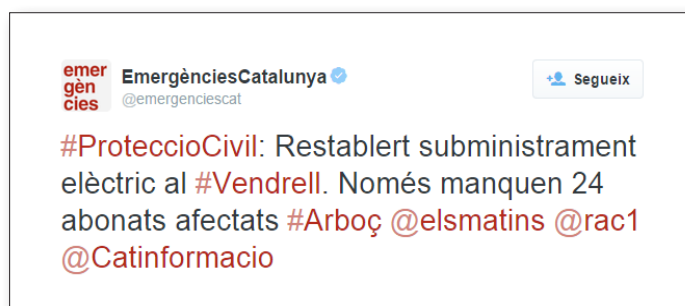 emer
gèn
cies
EmergènciesCatalunya
@emergenciescat
Segueix
#ProteccioCivil: Restablert subministrament
elèctric al #Vendrell. Només manquen 24
abonats afectats #Arboç @elsmatins @rac1
@Catinformacio